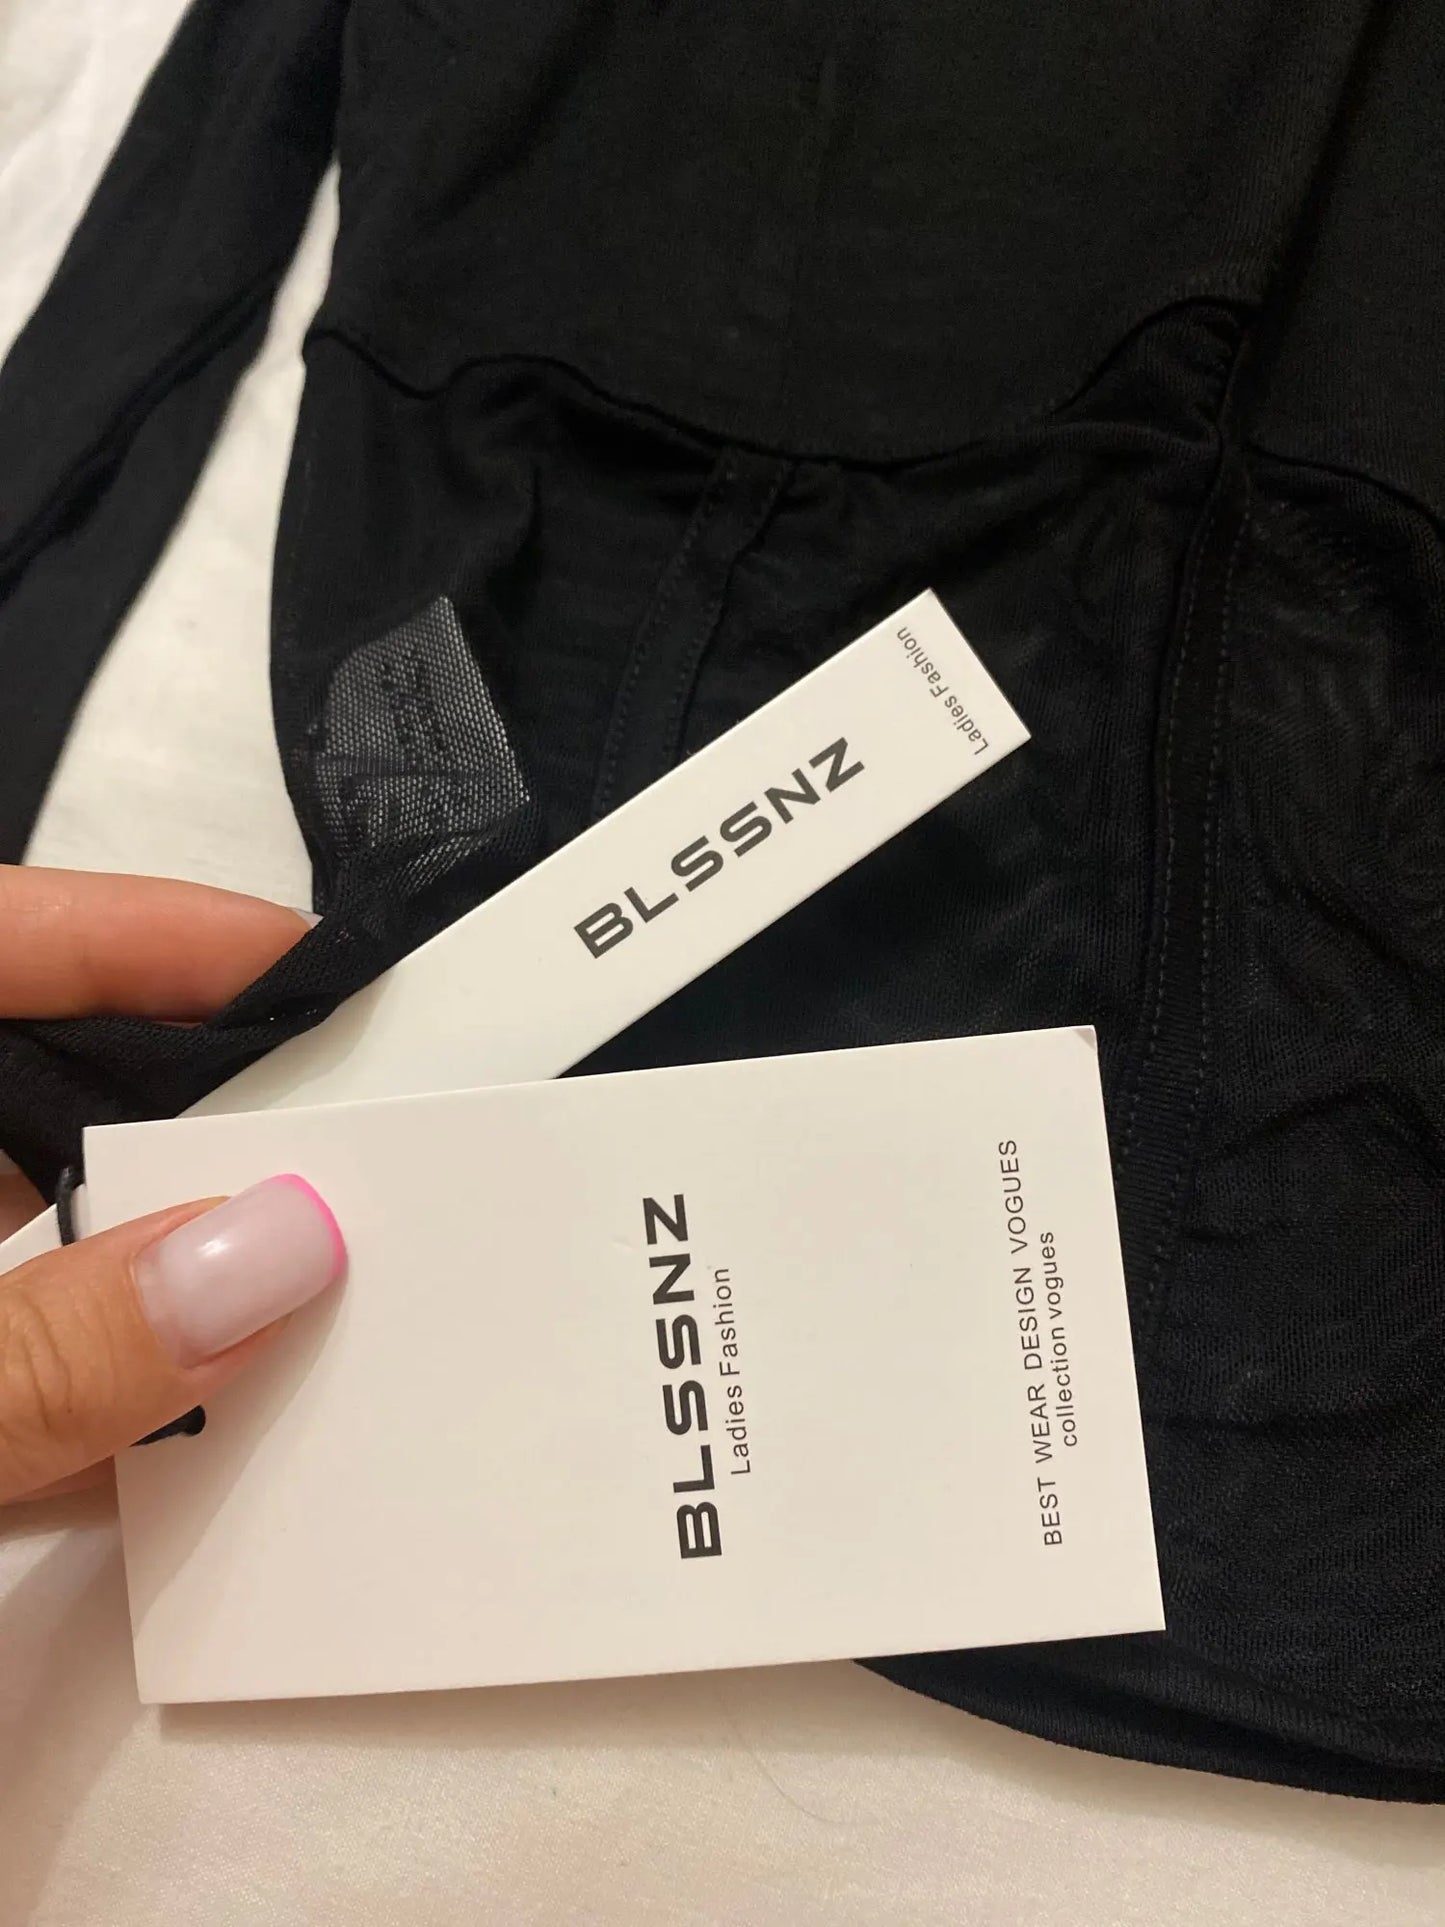 BLSSNZ
Ladies Fashion
BLSSNZ
Ladies Fashion
BEST WEAR DESIGN VOGUES
collection vogues